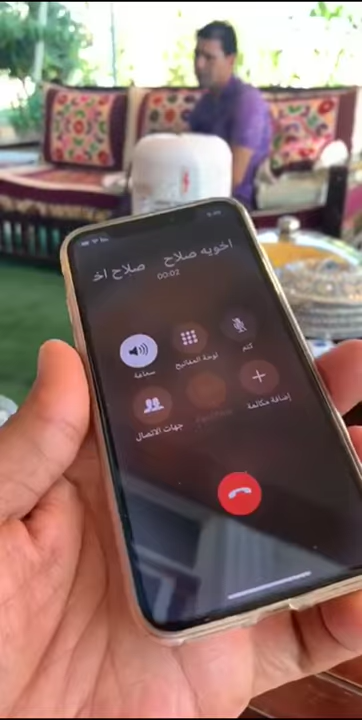 اخويه صلاح    صلاح اخ
00:02
كتم
لوحة المفاتيح
سماعة
إضافة مكالمة
جهات الاتصال